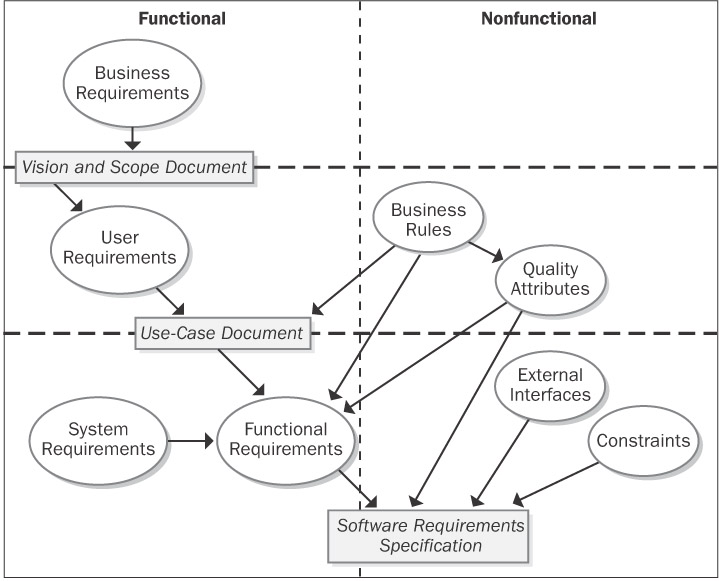 Functional
Nonfunctional
Business
Requirements
Vision and Scope Document
User
Requirements
Business
Rules
Quality
Attributes
Use-Case Document
External
Interfaces
System
Requirements
Functional
Requirements
Constraints
Software Requirements
Specification